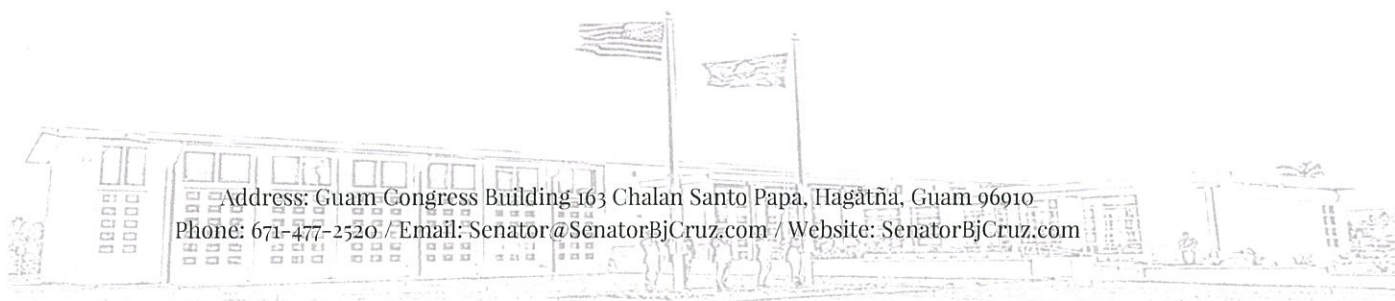 Address: Guam Congress Building 163 Chalan Santo Papa, Hagåtña, Guam 96910
Phone: 671-477-2520 / Email: Senator@SenatorBjCruz.com / Website: SenatorBjCruz.com